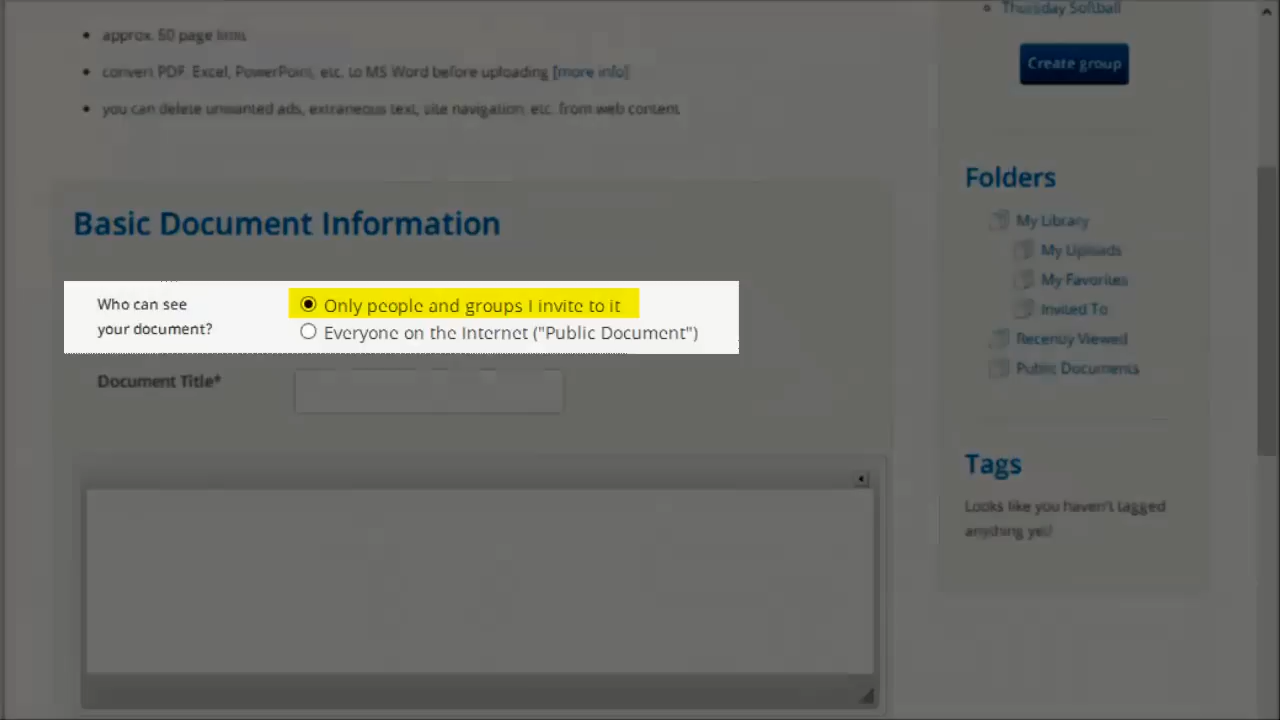 approx. 50 page limit
convert PDF, Excel, PowerPoint, etc. to MS Word before uploading [more info]
you can delete unwanted ads, extraneous text, site navigation, etc. from web content
Basic Document Information
Who can see
your document?
Only people and groups I invite to it
Everyone on the Internet ("Public Document")
Document Title*
Thursday Softball
Create group
Folders
My Library
My Uploads
My Favorites
Invited To
Recently Viewed
Public Documents
Tags
Looks like you haven't tagged
anything yet!